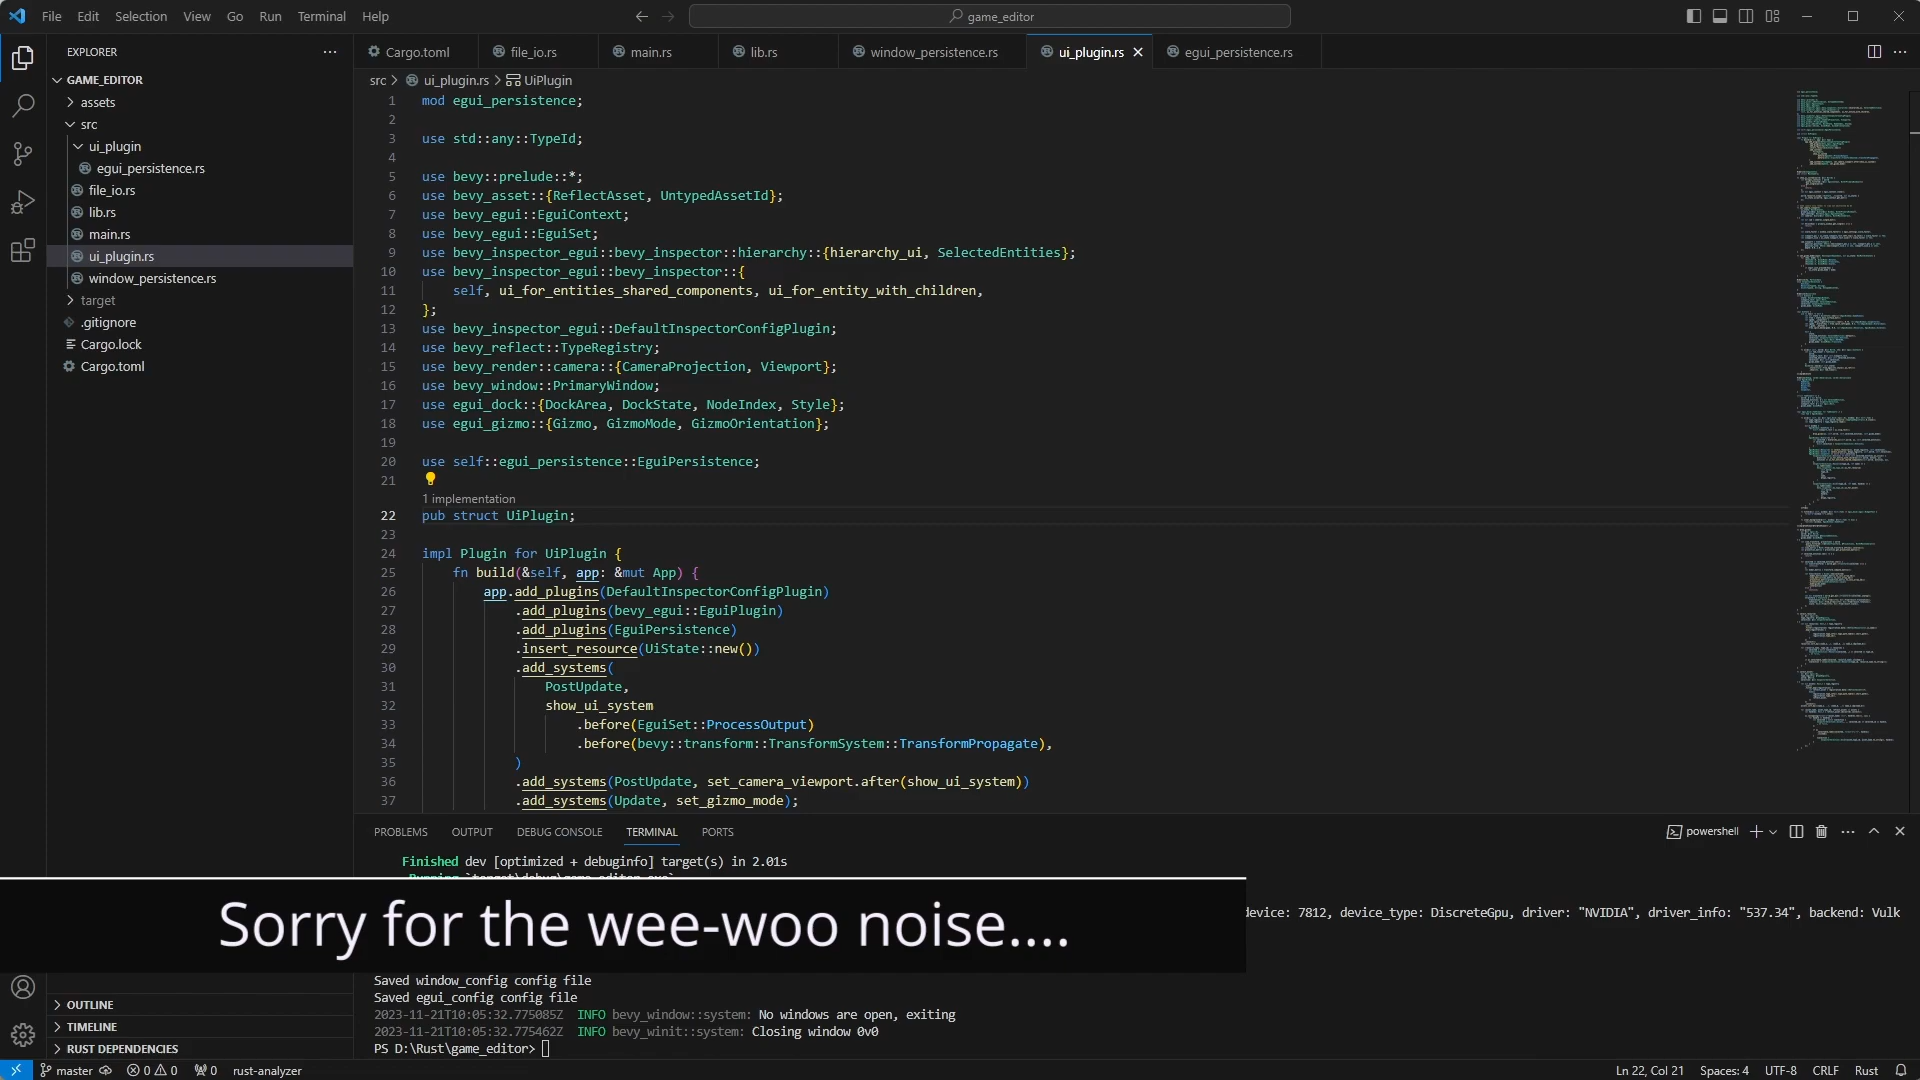 File Edit Selection View Go Run Terminal Help
game_editor
EXPLORER
GAME_EDITOR
assets
src
ui_plugin
egui_persistence.rs
file_io.rs
lib.rs
main.rs
ui_plugin.rs
window_persistence.rs
target
.gitignore
Cargo.lock
Cargo.toml
OUTLINE
TIMELINE
RUST DEPENDENCIES
Cargo.toml file_io.rs main.rs lib.rs window_persistence.rs ui_plugin.rs egui_persistence.rs
src > ui_plugin.rs > UiPlugin
1 mod egui_persistence;
2
3 use std::any::TypeId;
4
5 use bevy::prelude::*;
6 use bevy_asset::{ReflectAsset, UntypedAssetId};
7 use bevy_egui::EguiContext;
8 use bevy_egui::EguiSet;
9 use bevy_inspector_egui::bevy_inspector::hierarchy::{hierarchy_ui, SelectedEntities};
10 use bevy_inspector_egui::bevy_inspector::{
11 self, ui_for_entities_shared_components, ui_for_entity_with_children,
12 };
13 use bevy_inspector_egui::DefaultInspectorConfigPlugin;
14 use bevy_reflect::TypeRegistry;
15 use bevy_render::camera::{CameraProjection, Viewport};
16 use bevy_window::PrimaryWindow;
17 use egui_dock::{DockArea, DockState, NodeIndex, Style};
18 use egui_gizmo::{Gizmo, GizmoMode, GizmoOrientation};
19
20 use self::egui_persistence::EguiPersistence;
21
1 implementation
22 pub struct UiPlugin;
23
24 impl Plugin for UiPlugin {
25 fn build(&self, app: &mut App) {
26 app.add_plugins(DefaultInspectorConfigPlugin)
27 .add_plugins(bevy_egui::EguiPlugin)
28 .add_plugins(EguiPersistence)
29 .insert_resource(UiState::new())
30 .add_systems(
31 PostUpdate,
32 show_ui_system
33 .before(EguiSet::ProcessOutput)
34 .before(bevy::transform::TransformSystem::TransformPropagate),
35 )
36 .add_systems(PostUpdate, set_camera_viewport.after(show_ui_system))
37 .add_systems(Update, set_gizmo_mode);
PROBLEMS OUTPUT DEBUG CONSOLE TERMINAL PORTS
powershell
Finished dev [optimized + debuginfo] target(s) in 2.01s
Running `target\debug\game_editor.exe`
device: 7812, device_type: DiscreteGpu, driver: "NVIDIA", driver_info: "537.34", backend: Vulk
Sorry for the wee-woo noise....
Saved window_config config file
Saved egui_config config file
2023-11-21T10:05:32.775085Z INFO bevy_window::system: No windows are open, exiting
2023-11-21T10:05:32.775462Z INFO bevy_winit::system: Closing window 0v0
PS D:\Rust\game_editor>
master 0 0 0 rust-analyzer
Ln 22, Col 21 Spaces: 4 UTF-8 CRLF Rust